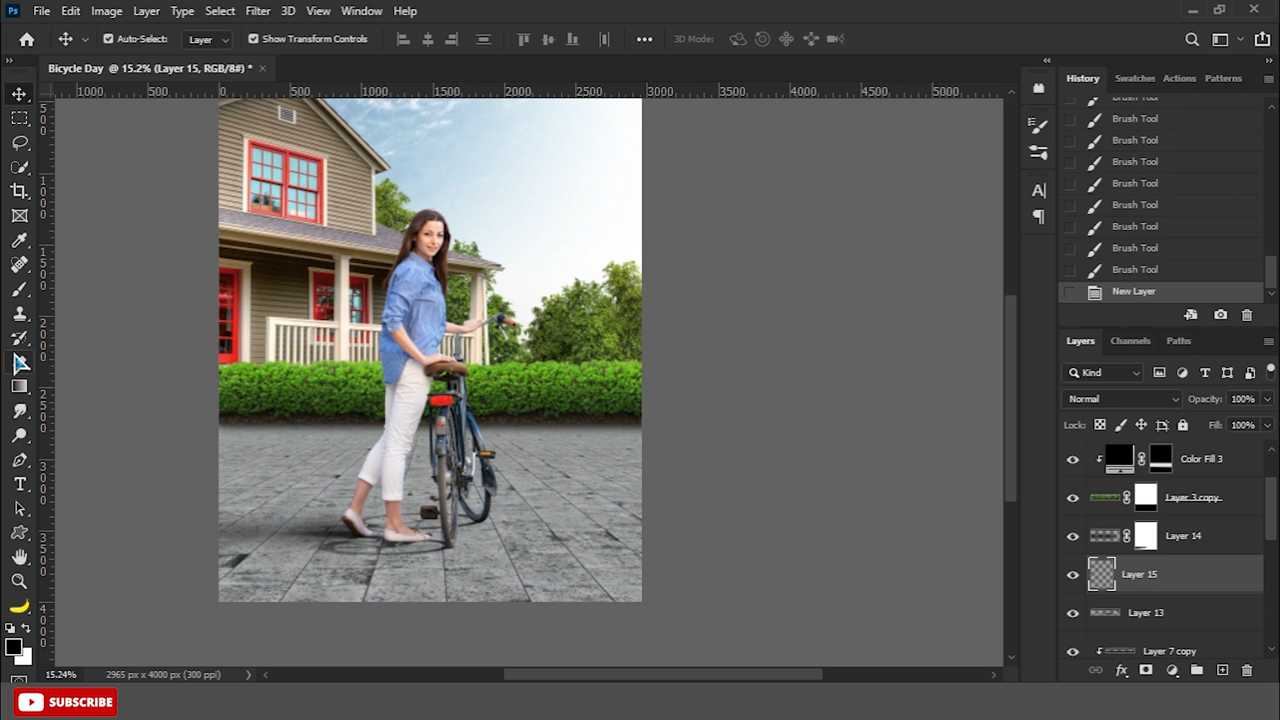 Ps File Edit Image Layer Type Select Filter 3D View Window Help
Auto-Select: Layer Show Transform Controls 3D Mode:
Bicycle Day @ 15.2% (Layer 15, RGB/8#) *
1000 500 0 500 1000 1500 2000 2500 3000 3500 4000 4500 5000
History Swatches Actions Patterns
Brush Tool
Brush Tool
Brush Tool
Brush Tool
Brush Tool
Brush Tool
Brush Tool
Brush Tool
New Layer
Layers Channels Paths
Kind
Normal Opacity: 100%
Lock: Fill: 100%
Color Fill 3
Layer 3 copy
Layer 14
Layer 15
Layer 13
Layer 7 copy
15.24% 2965 px x 4000 px (300 ppi)
SUBSCRIBE